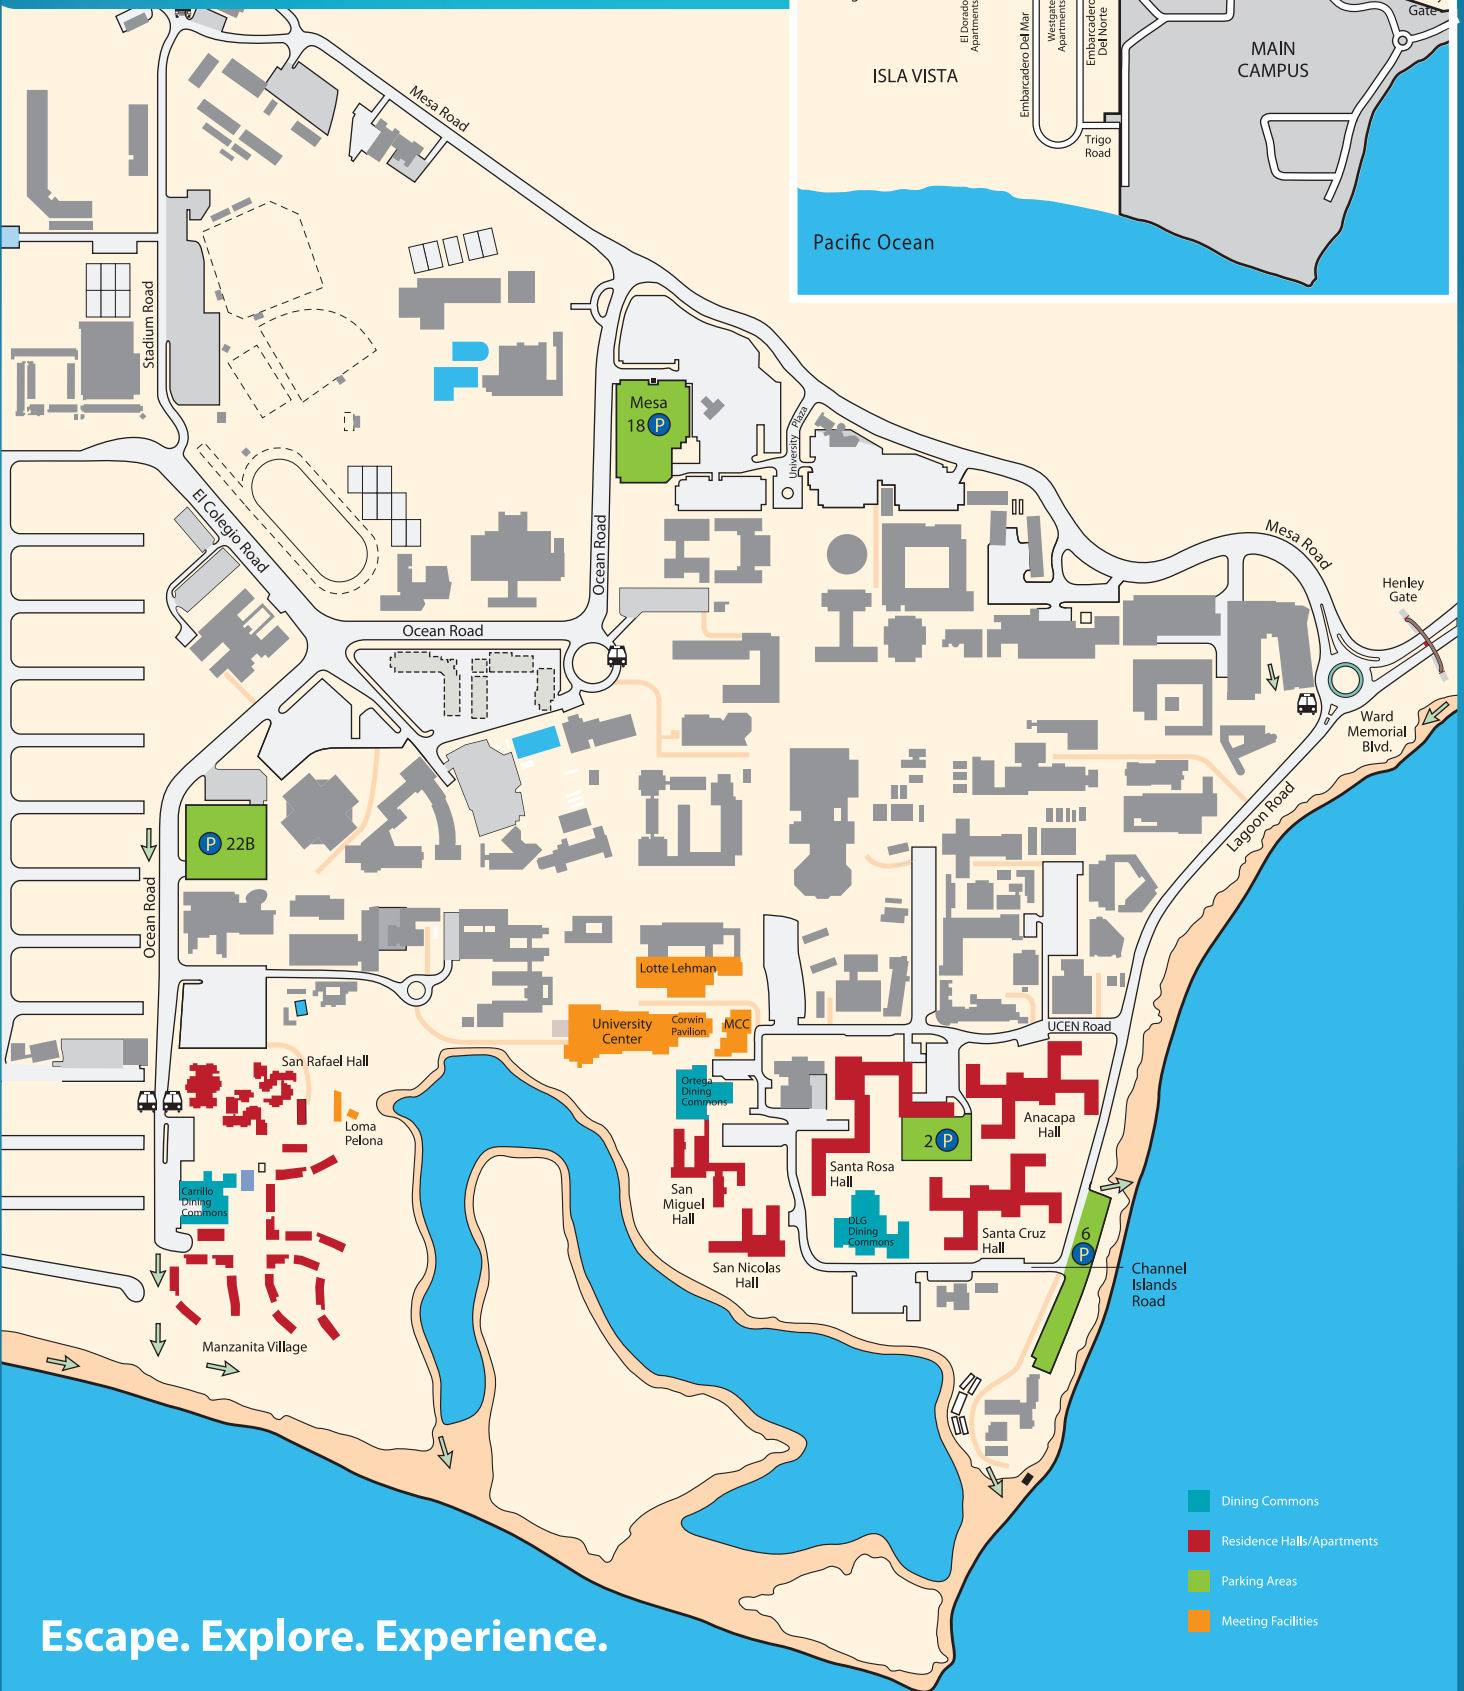 El Dorado
Apartments
Embarcadero Del Mar
Westgate
Apartments
Embarcadero
Del Norte
Gate
ISLA VISTA
MAIN
CAMPUS
Trigo
Road
Pacific Ocean
Mesa Road
Stadium Road
Mesa
18 P
University Plaza
El Colegio Road
Ocean Road
Ocean Road
Mesa Road
Henley
Gate
Ward
Memorial
Blvd.
Lagoon Road
P 22B
Ocean Road
Lotte Lehman
University
Center
Corwin
Pavilion
MCC
UCEN Road
San Rafael Hall
Loma
Pelona
Ortega
Dining
Commons
Anacapa
Hall
2 P
Santa Rosa
Hall
San
Miguel
Hall
Carrillo
Dining
Commons
DLG
Dining
Commons
Santa Cruz
Hall
6
P
San Nicolas
Hall
Channel
Islands
Road
Manzanita Village
Dining Commons
Residence Halls/Apartments
Parking Areas
Meeting Facilities
Escape. Explore. Experience.